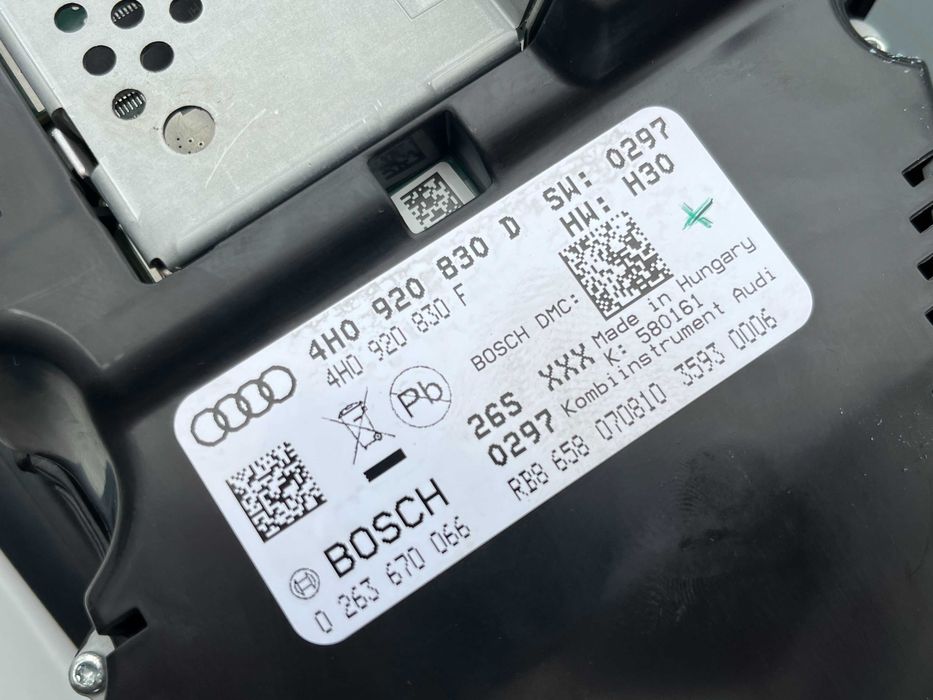 4H0 920 830 D SW: 0297
4H0 920 830 F HW: H30
BOSCH DMC:
Pb
265 XXX Made in Hungary
K: 580161
0297 Kombiinstrument Audi
RB8 658 070810 3593 0006
BOSCH
0 263 670 066